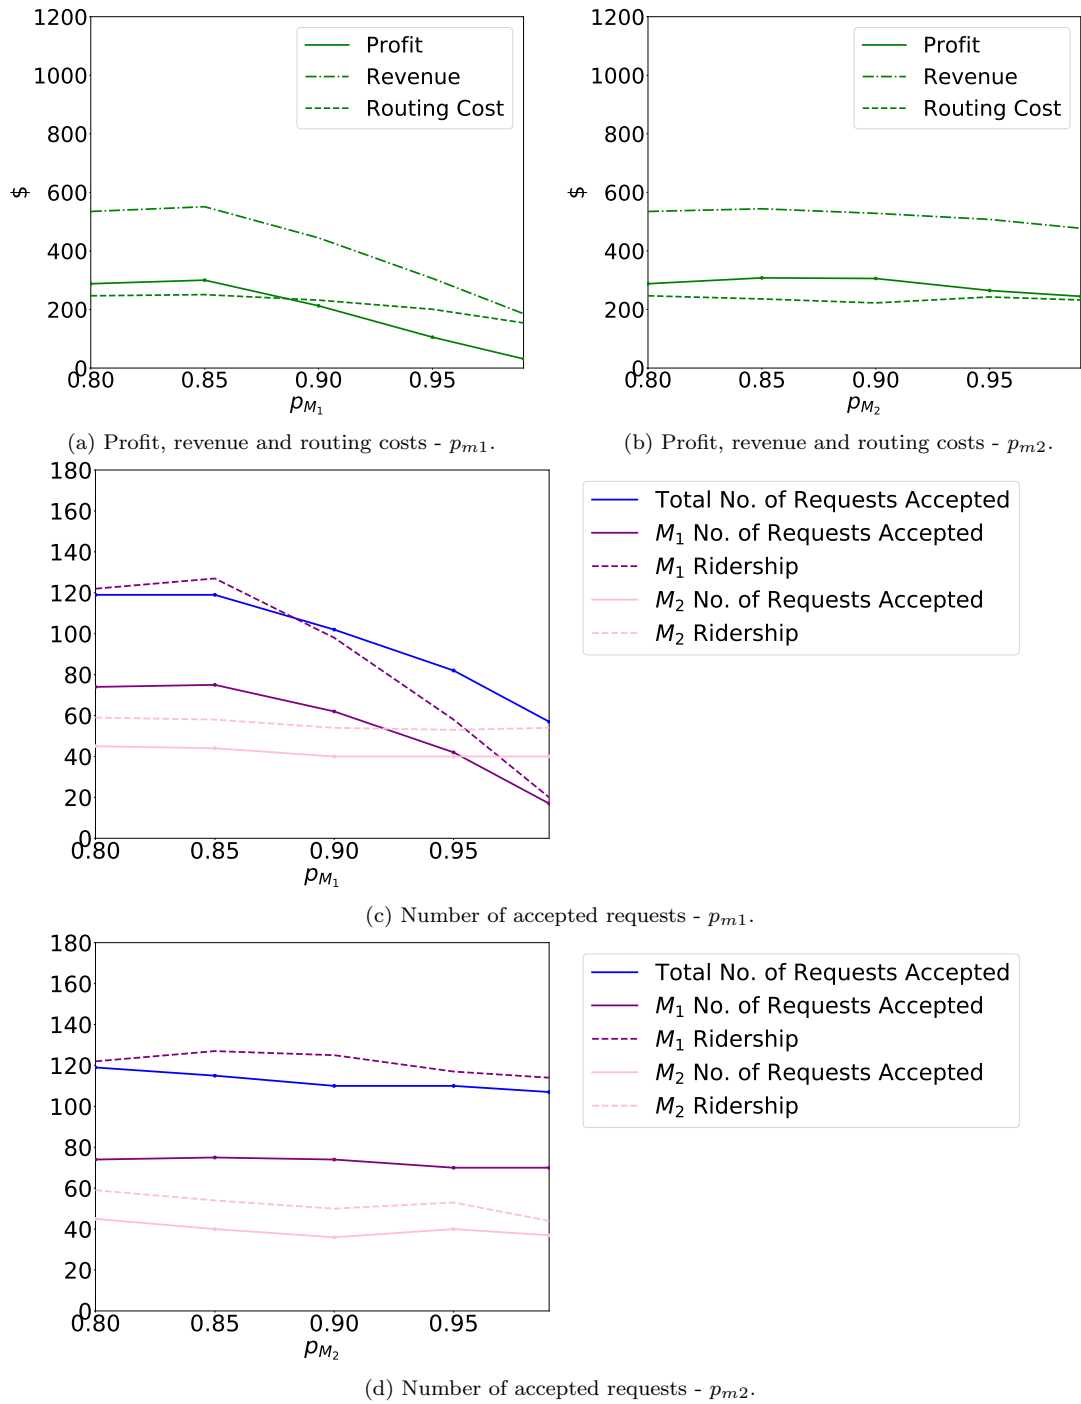 1200
1000
800
600
400
200
0
$
0.80 0.85 0.90 0.95
p_{M_1}
Profit
Revenue
Routing Cost
(a) Profit, revenue and routing costs - p_{m1}.
1200
1000
800
600
400
200
0
$
0.80 0.85 0.90 0.95
p_{M_2}
Profit
Revenue
Routing Cost
(b) Profit, revenue and routing costs - p_{m2}.
180
160
140
120
100
80
60
40
20
0
0.80 0.85 0.90 0.95
p_{M_1}
Total No. of Requests Accepted
M_1 No. of Requests Accepted
M_1 Ridership
M_2 No. of Requests Accepted
M_2 Ridership
(c) Number of accepted requests - p_{m1}.
180
160
140
120
100
80
60
40
20
0
0.80 0.85 0.90 0.95
p_{M_2}
Total No. of Requests Accepted
M_1 No. of Requests Accepted
M_1 Ridership
M_2 No. of Requests Accepted
M_2 Ridership
(d) Number of accepted requests - p_{m2}.